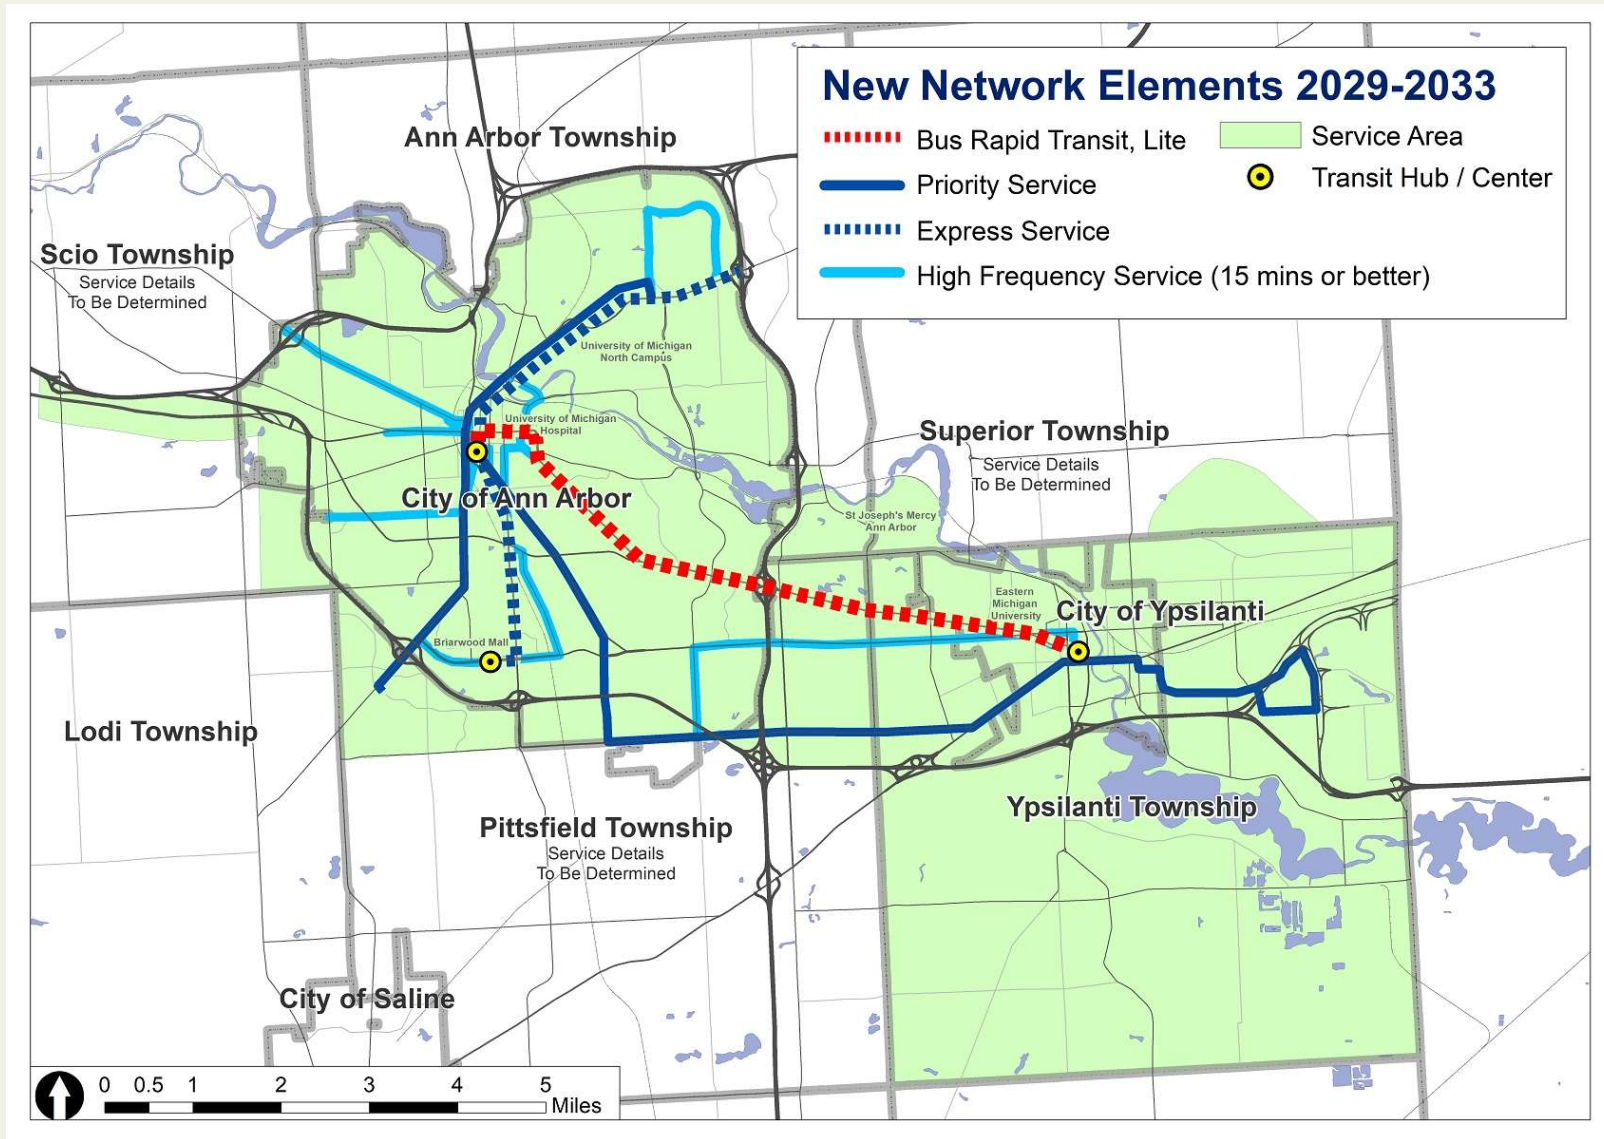 New Network Elements 2029-2033
Bus Rapid Transit, Lite
Priority Service
Express Service
High Frequency Service (15 mins or better)
Service Area
Transit Hub / Center
Ann Arbor Township
Scio Township
Service Details
To Be Determined
University of Michigan
North Campus
University of Michigan
Hospital
Superior Township
Service Details
To Be Determined
City of Ann Arbor
St Joseph's Mercy
Ann Arbor
Eastern
Michigan
University
City of Ypsilanti
Briarwood Mall
Lodi Township
Ypsilanti Township
Pittsfield Township
Service Details
To Be Determined
City of Saline
0 0.5 1 2 3 4 5
Miles